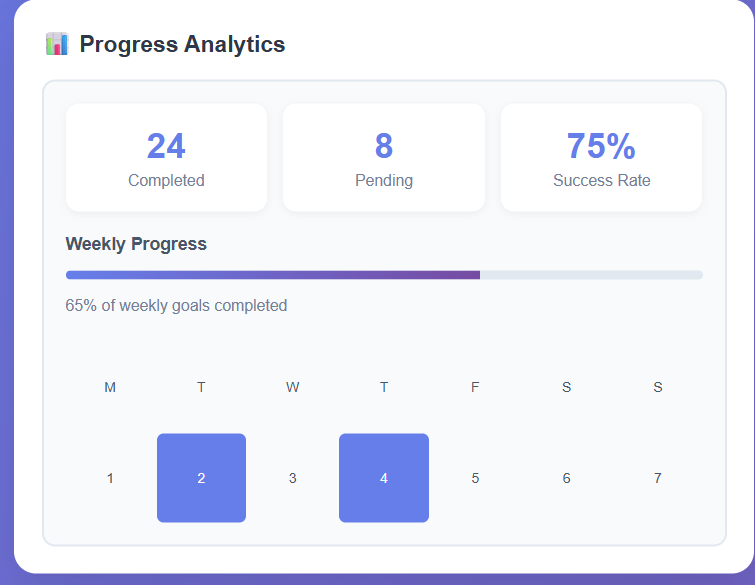 Progress Analytics
24 8 75%
Completed Pending Success Rate
Weekly Progress
65% of weekly goals completed
M T W T F S S
1 2 3 4 5 6 7